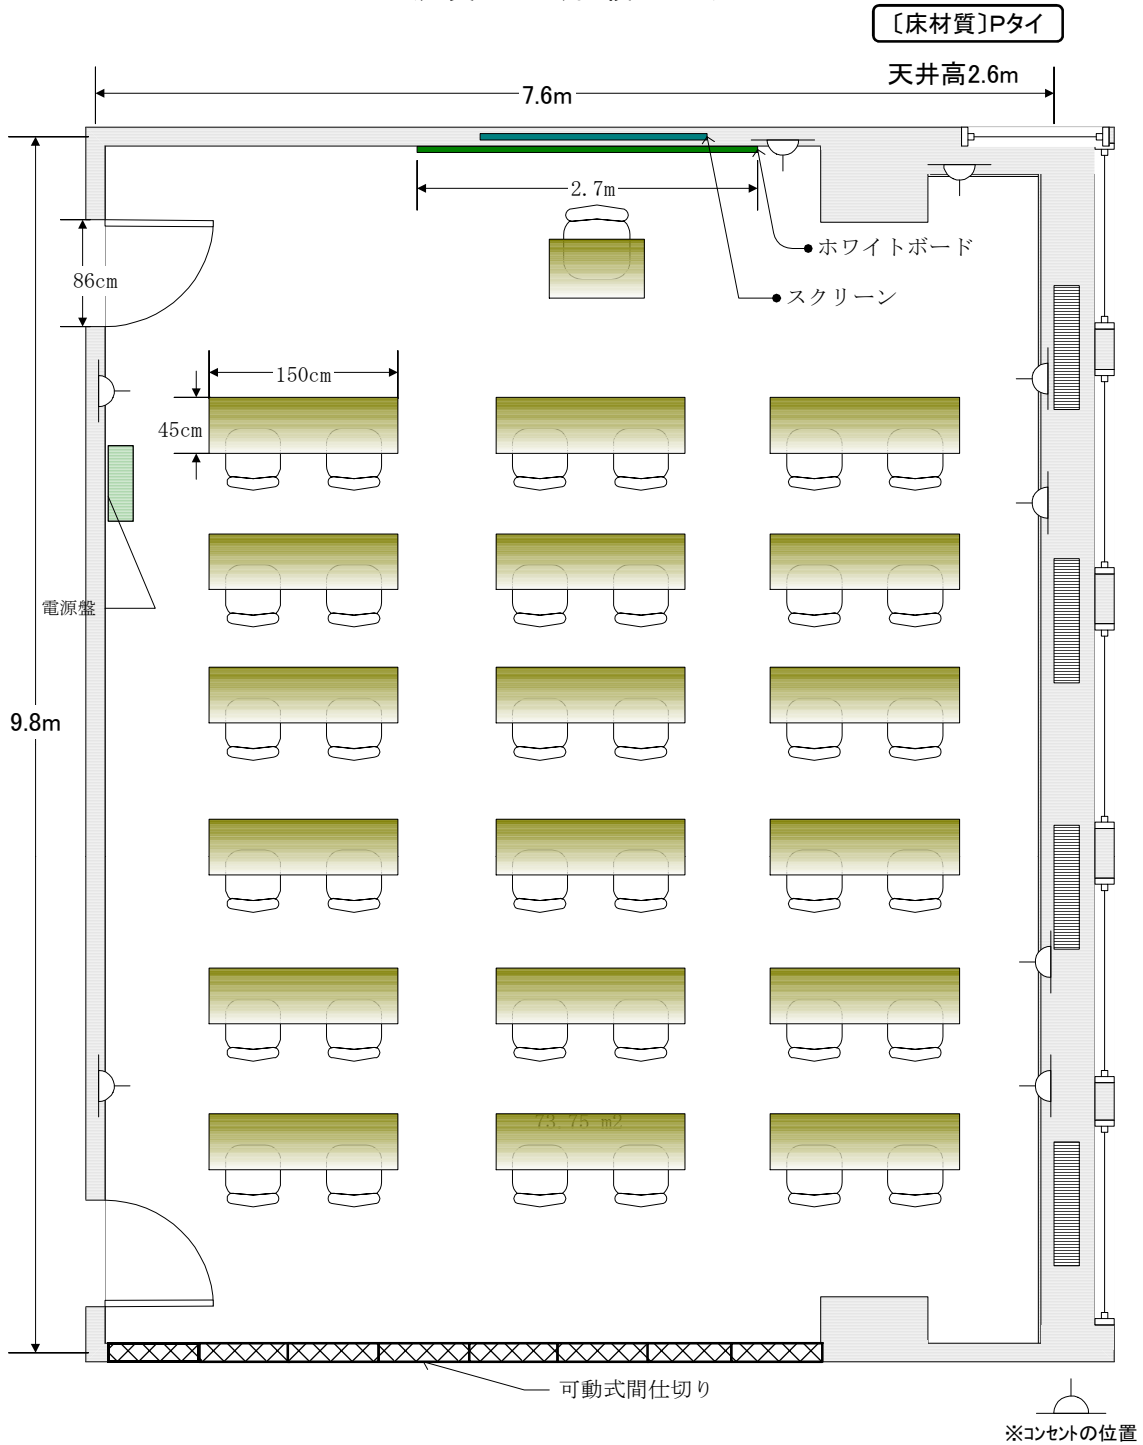 〔床材質〕Pタイ
天井高2.6m
7.6m
2.7m
ホワイトボード
86cm
スクリーン
150cm
45cm
電源盤
9.8m
73.75 m2
可動式間仕切り
※コンセントの位置